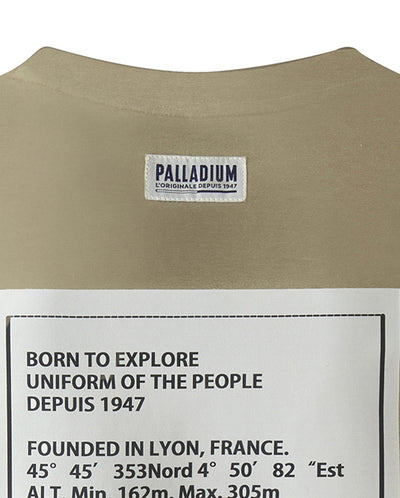 PALLADIUM
L'ORIGINALE DEPUIS 1947
BORN TO EXPLORE
UNIFORM OF THE PEOPLE
DEPUIS 1947
FOUNDED IN LYON, FRANCE.
45° 45′ 353Nord 4° 50′ 82 “Est
ALT. Min. 162m. Max. 305m